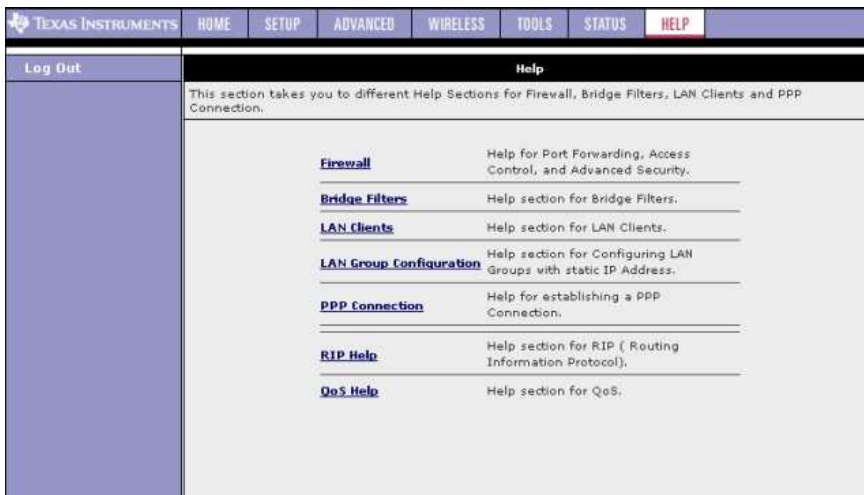 TEXAS INSTRUMENTS HOME SETUP ADVANCED WIRELESS TOOLS STATUS HELP
Log Out
Help
This section takes you to different Help Sections for Firewall, Bridge Filters, LAN Clients and PPP
Connection.
Firewall
Help for Port Forwarding, Access
Control, and Advanced Security.
Bridge Filters
Help section for Bridge Filters.
LAN Clients
Help section for LAN Clients.
LAN Group Configuration
Help section for Configuring LAN
Groups with static IP Address.
PPP Connection
Help for establishing a PPP
Connection.
RIP Help
Help section for RIP ( Routing
Information Protocol).
QoS Help
Help section for QoS.